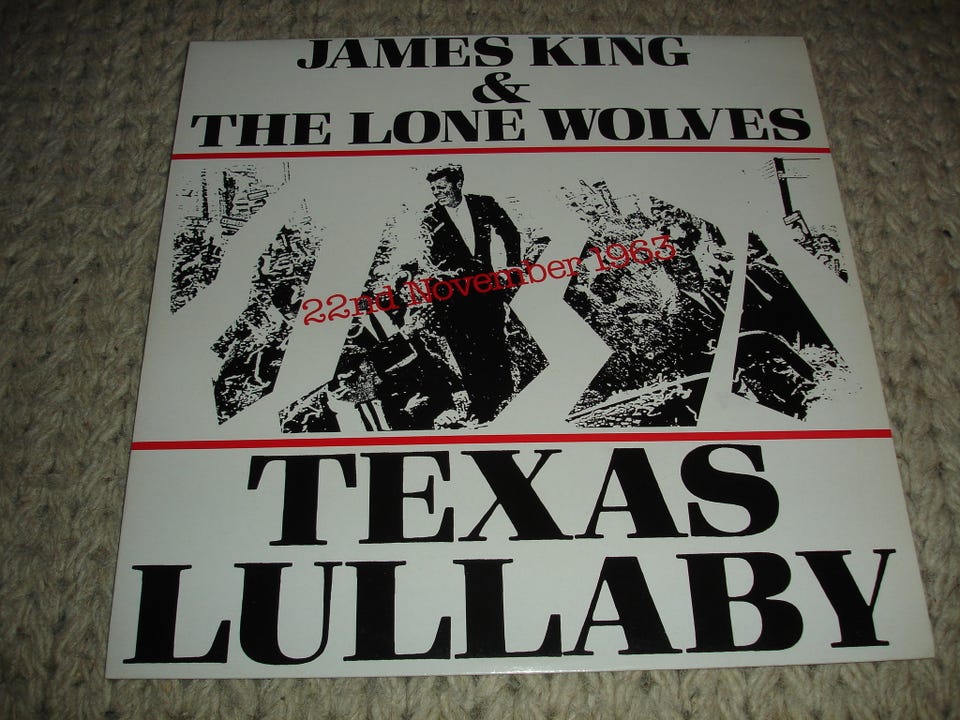 JAMES KING
&
THE LONE WOLVES
22nd November 1963
TEXAS
LULLABY